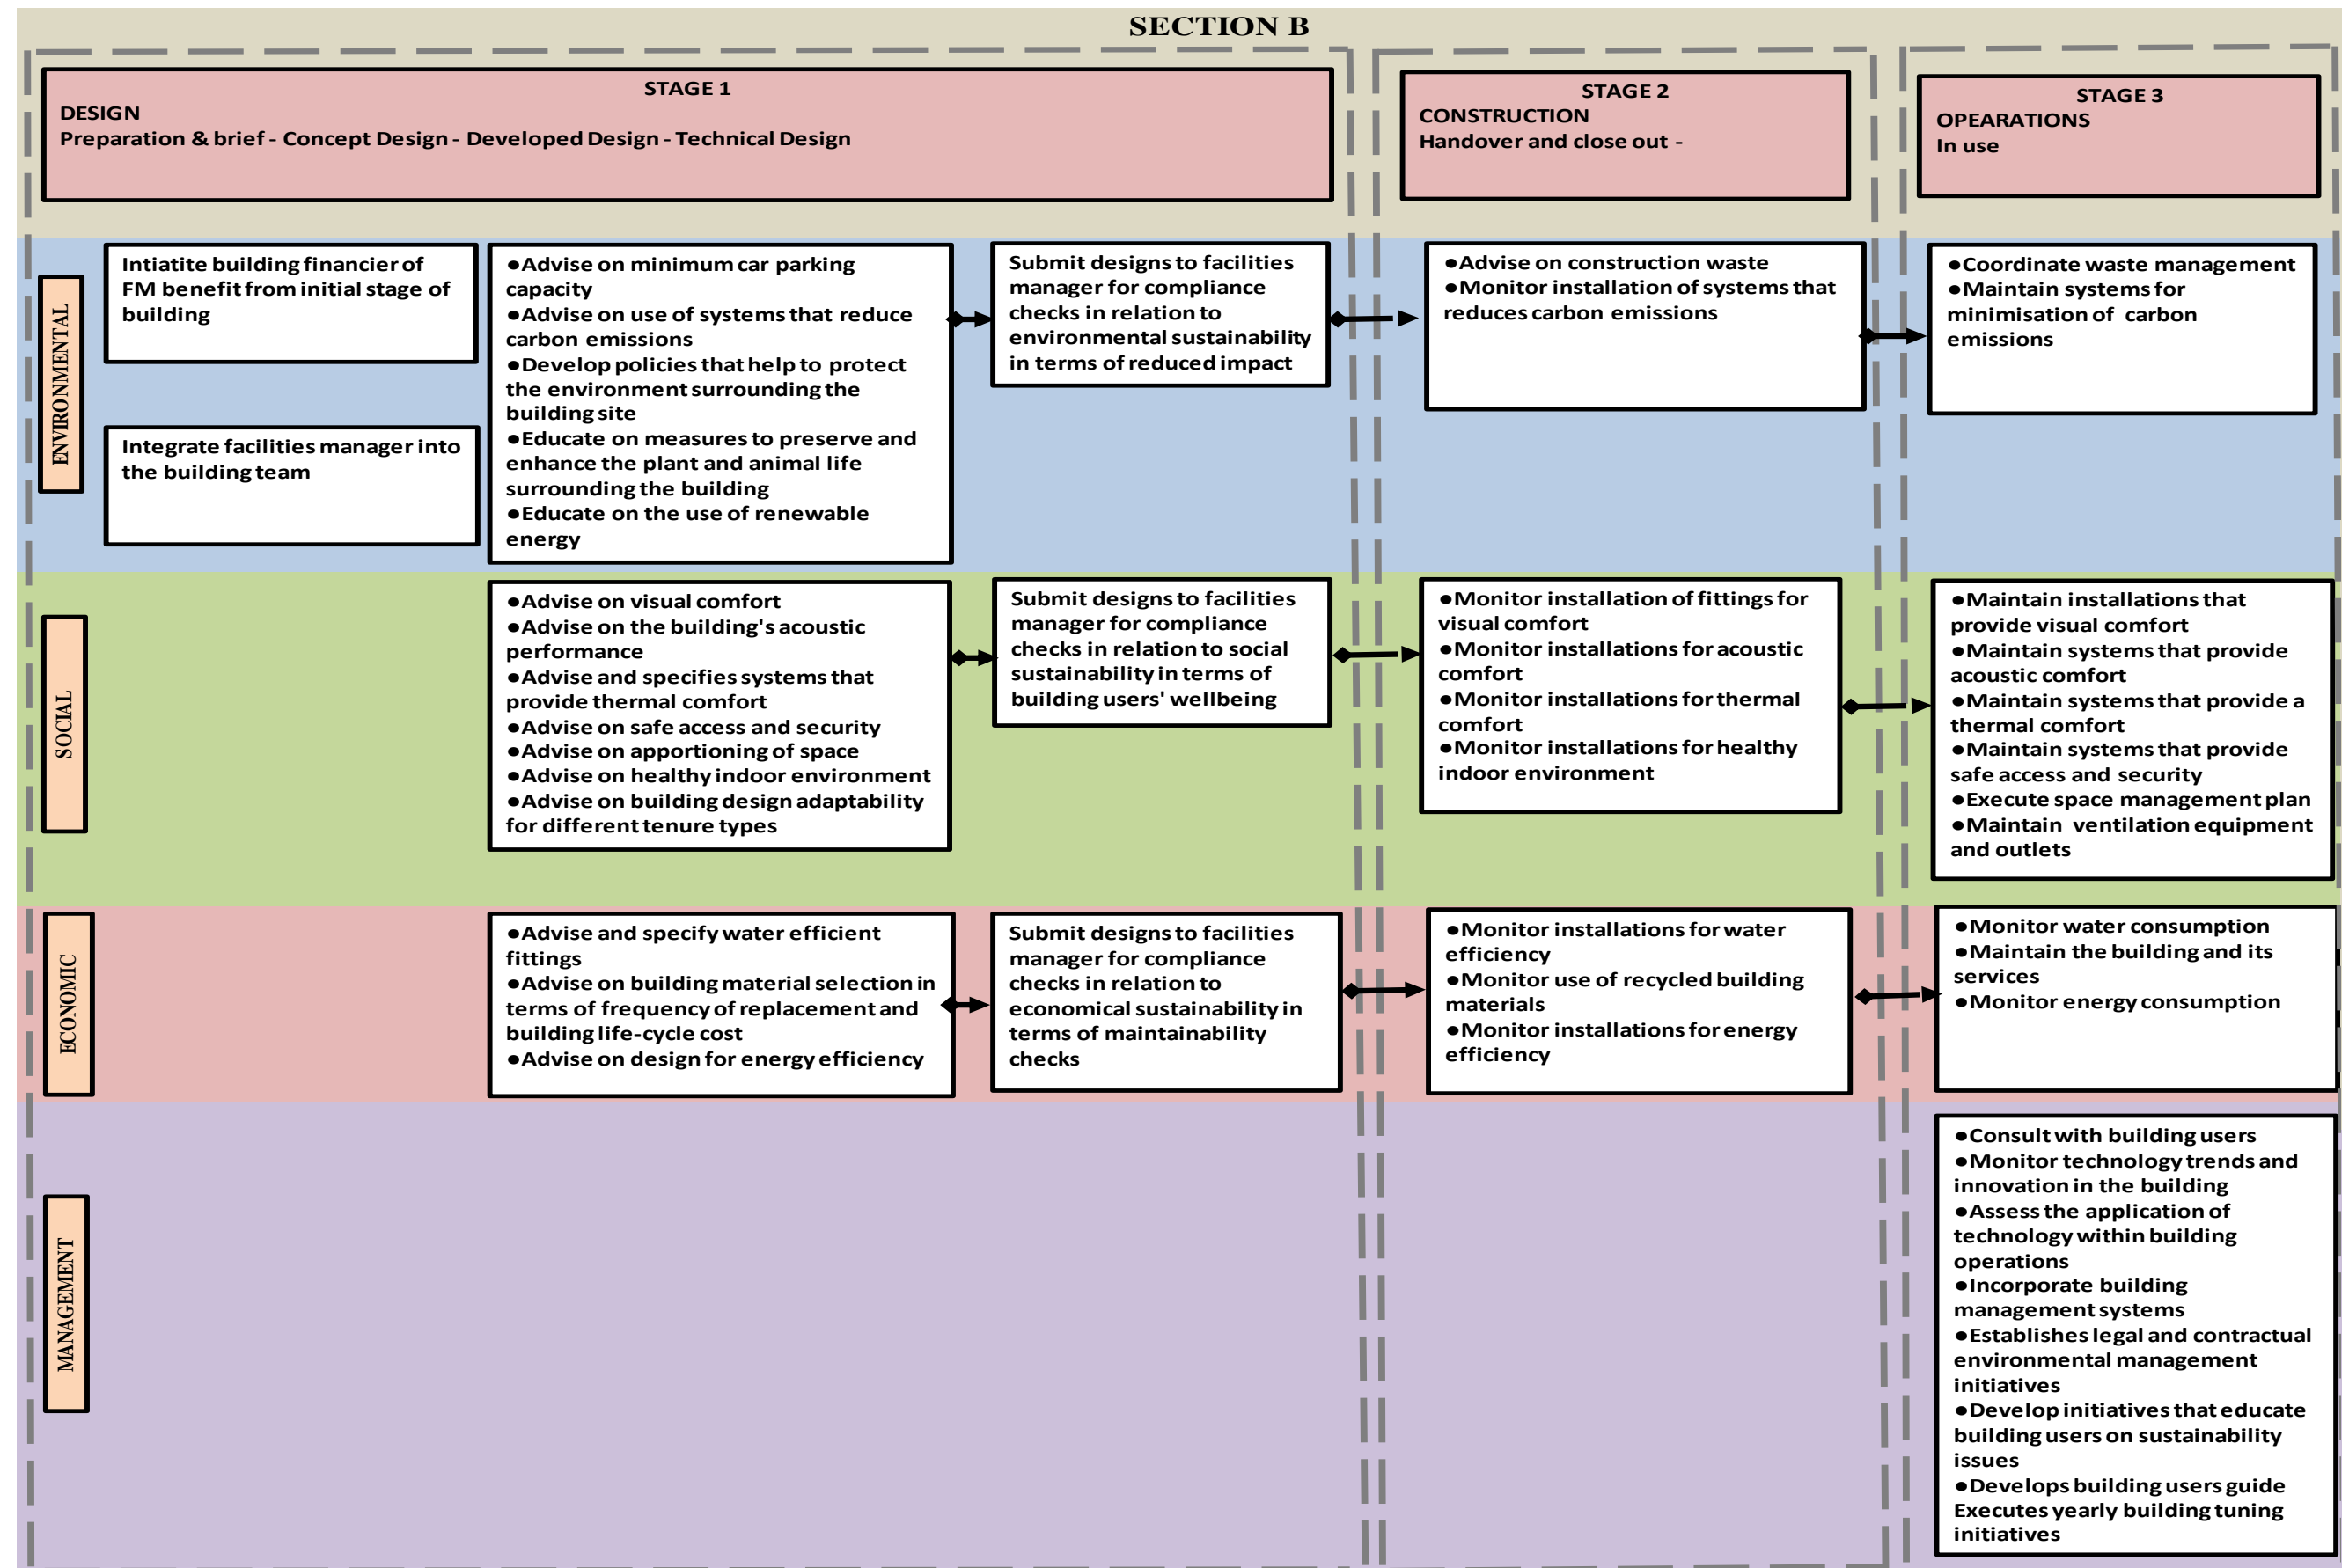 SECTION B
STAGE 1
DESIGN
Preparation & brief - Concept Design - Developed Design - Technical Design
STAGE 2
CONSTRUCTION
Handover and close out -
STAGE 3
OPEARATIONS
In use
ENVIRONMENTAL
Intiatite building financier of
FM benefit from initial stage of
building
Integrate facilities manager into
the building team
●Advise on minimum car parking
capacity
●Advise on use of systems that reduce
carbon emissions
●Develop policies that help to protect
the environment surrounding the
building site
●Educate on measures to preserve and
enhance the plant and animal life
surrounding the building
●Educate on the use of renewable
energy
Submit designs to facilities
manager for compliance
checks in relation to
environmental sustainability
in terms of reduced impact
●Advise on construction waste
●Monitor installation of systems that
reduces carbon emissions
●Coordinate waste management
●Maintain systems for
minimisation of carbon
emissions
SOCIAL
●Advise on visual comfort
●Advise on the building's acoustic
performance
●Advise and specifies systems that
provide thermal comfort
●Advise on safe access and security
●Advise on apportioning of space
●Advise on healthy indoor environment
●Advise on building design adaptability
for different tenure types
Submit designs to facilities
manager for compliance
checks in relation to social
sustainability in terms of
building users' wellbeing
●Monitor installation of fittings for
visual comfort
●Monitor installations for acoustic
comfort
●Monitor installations for thermal
comfort
●Monitor installations for healthy
indoor environment
●Maintain installations that
provide visual comfort
●Maintain systems that provide
acoustic comfort
●Maintain systems that provide a
thermal comfort
●Maintain systems that provide
safe access and security
●Execute space management plan
●Maintain ventilation equipment
and outlets
ECONOMIC
●Advise and specify water efficient
fittings
●Advise on building material selection in
terms of frequency of replacement and
building life-cycle cost
●Advise on design for energy efficiency
Submit designs to facilities
manager for compliance
checks in relation to
economical sustainability in
terms of maintainability
checks
●Monitor installations for water
efficiency
●Monitor use of recycled building
materials
●Monitor installations for energy
efficiency
●Monitor water consumption
●Maintain the building and its
services
●Monitor energy consumption
MANAGEMENT
●Consult with building users
●Monitor technology trends and
innovation in the building
●Assess the application of
technology within building
operations
●Incorporate building
management systems
●Establishes legal and contractual
environmental management
initiatives
●Develop initiatives that educate
building users on sustainability
issues
●Develops building users guide
Executes yearly building tuning
initiatives